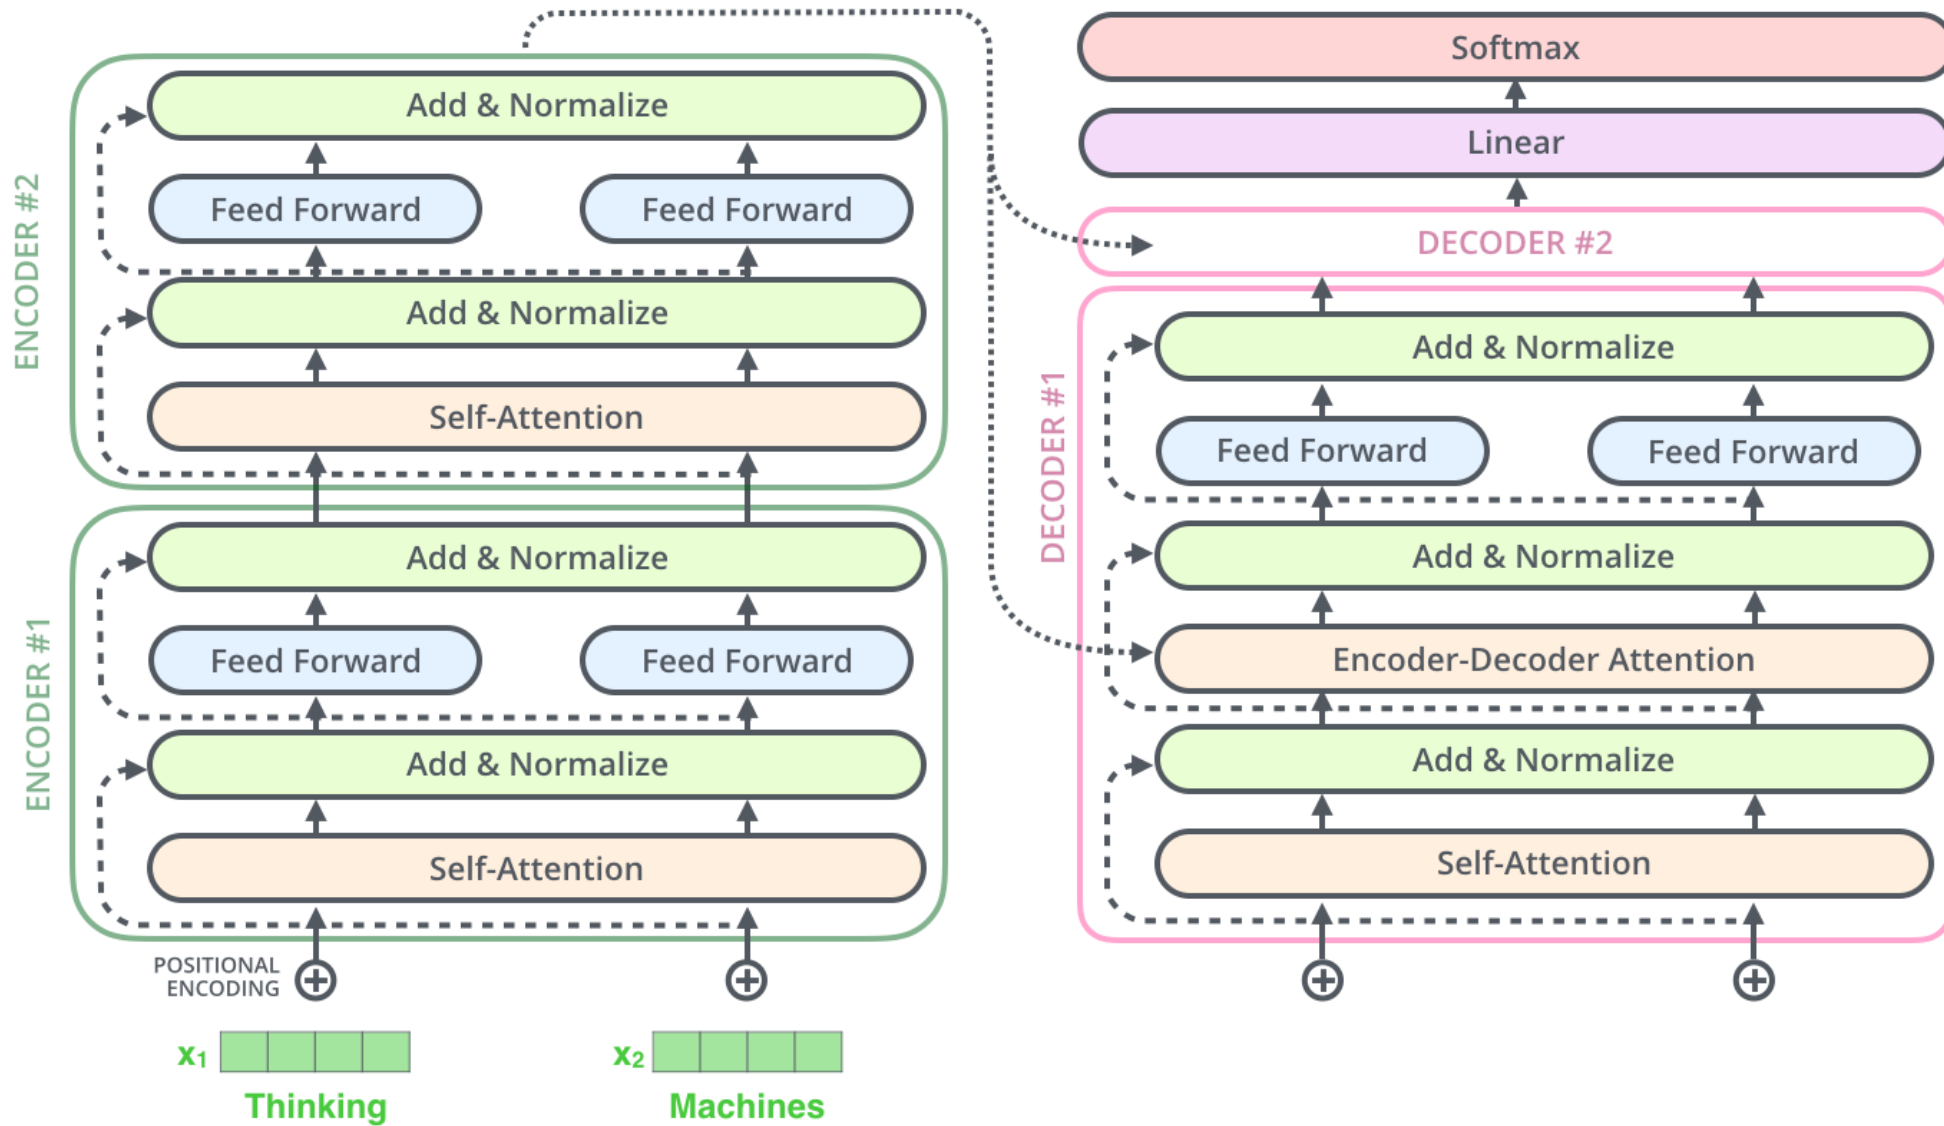 ENCODER #2
Add & Normalize
Feed Forward
Feed Forward
Add & Normalize
Self-Attention
ENCODER #1
Add & Normalize
Feed Forward
Feed Forward
Add & Normalize
Self-Attention
POSITIONAL
ENCODING
x₁
x₂
Thinking
Machines
Softmax
Linear
DECODER #2
DECODER #1
Add & Normalize
Feed Forward
Feed Forward
Add & Normalize
Encoder-Decoder Attention
Add & Normalize
Self-Attention